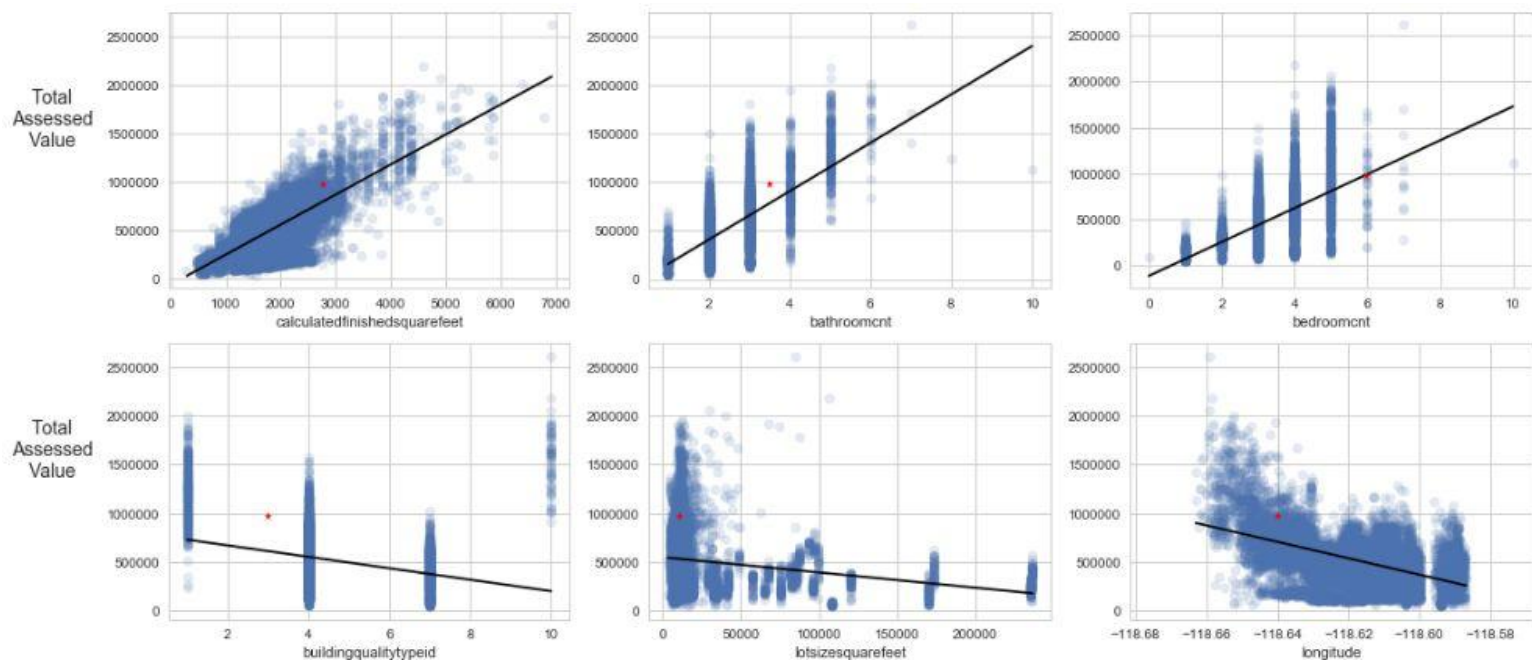 Total
Assessed
Value
2500000
2000000
1500000
1000000
500000
0
0 1000 2000 3000 4000 5000 6000 7000
calculatedfinishedsquarefeet
2500000
2000000
1500000
1000000
500000
0
2 4 6 8 10
bathroomcnt
2500000
2000000
1500000
1000000
500000
0
0 2 4 6 8 10
bedroomcnt
Total
Assessed
Value
2500000
2000000
1500000
1000000
500000
0
2 4 6 8 10
buildingqualitytypeid
2500000
2000000
1500000
1000000
500000
0
0 50000 100000 150000 200000
lotsizesquarefeet
2500000
2000000
1500000
1000000
500000
0
−118.68 −118.66 −118.64 −118.62 −118.60 −118.58
longitude